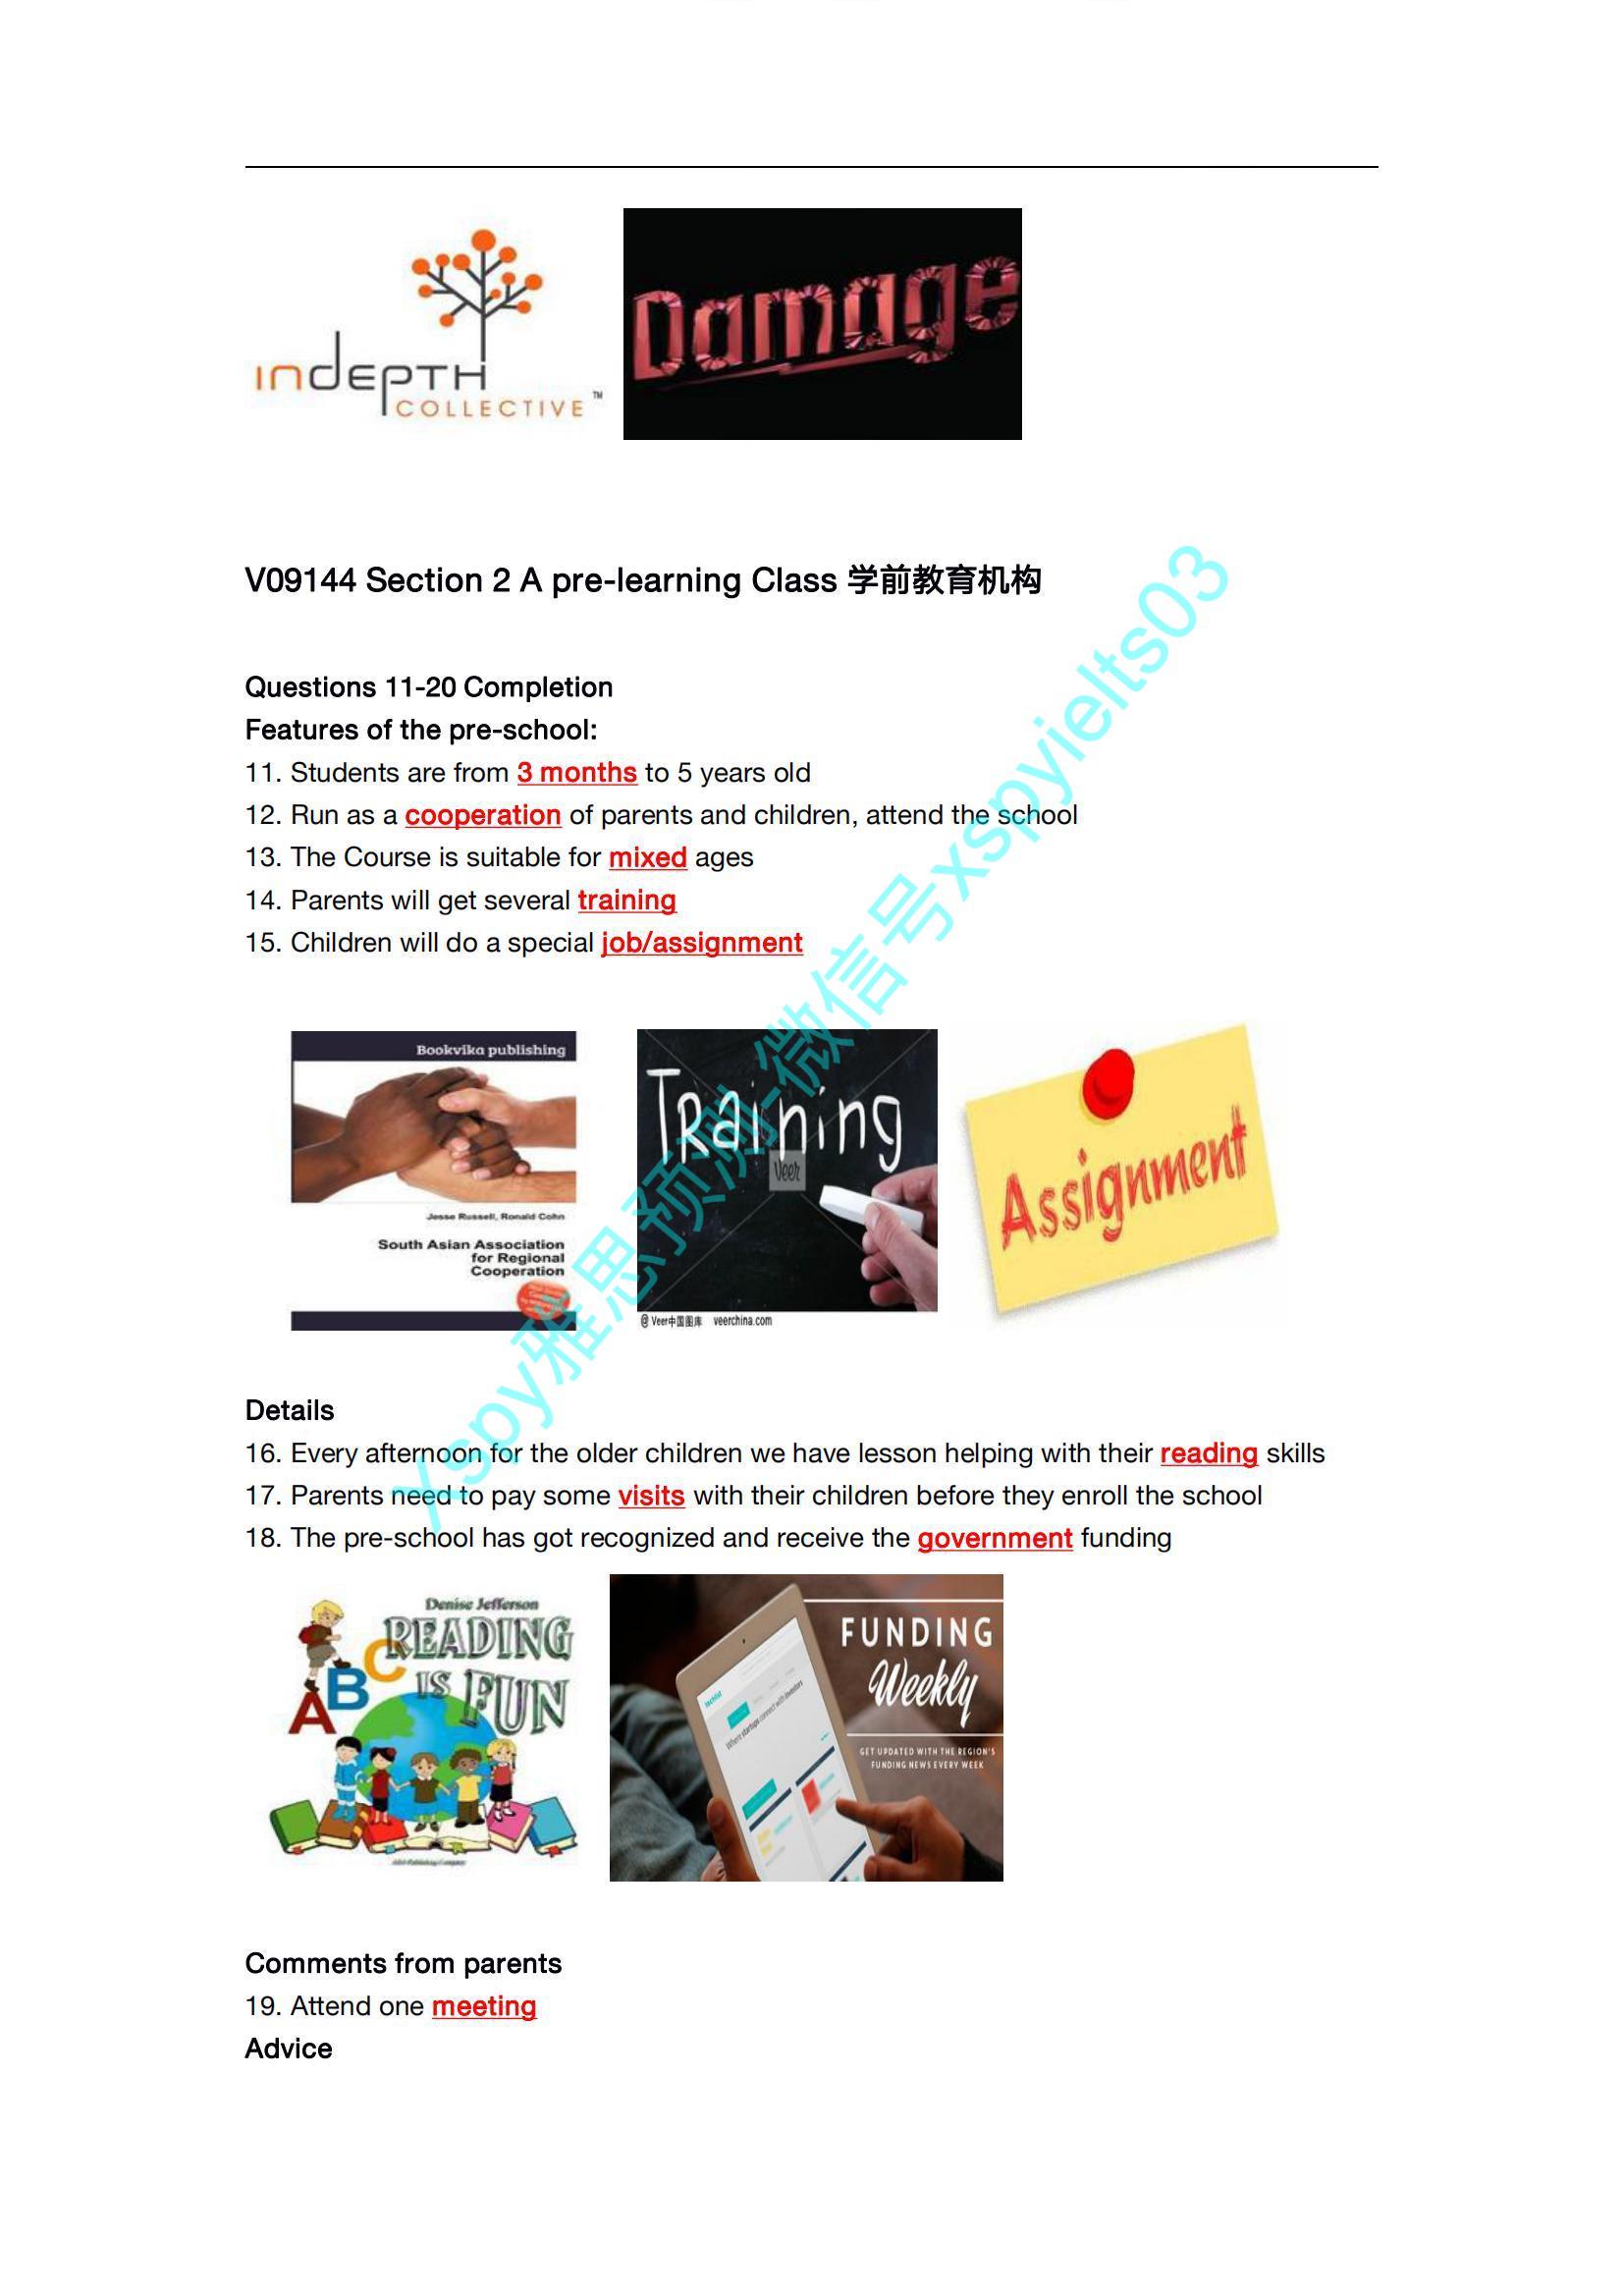 inDEPTH
COLLECTIVE ™
Damage
V09144 Section 2 A pre-learning Class 学前教育机构
Questions 11-20 Completion
Features of the pre-school:
11. Students are from 3 months to 5 years old
12. Run as a cooperation of parents and children, attend the school
13. The Course is suitable for mixed ages
14. Parents will get several training
15. Children will do a special job/assignment
Bookvika publishing
Jesse Russell, Ronald Cohn
South Asian Association
for Regional
Cooperation
Training
Veer
@ Veer中国图库 veerchina.com
Assignment
Xspy雅思预测-微信号xspyielts03
Details
16. Every afternoon for the older children we have lesson helping with their reading skills
17. Parents need to pay some visits with their children before they enroll the school
18. The pre-school has got recognized and receive the government funding
Denise Jefferson
READING
IS FUN
ABC
FUNDING
Weekly
GET UPDATED WITH THE REGION'S
FUNDING NEWS EVERY WEEK
Where startups connect with investors
Comments from parents
19. Attend one meeting
Advice